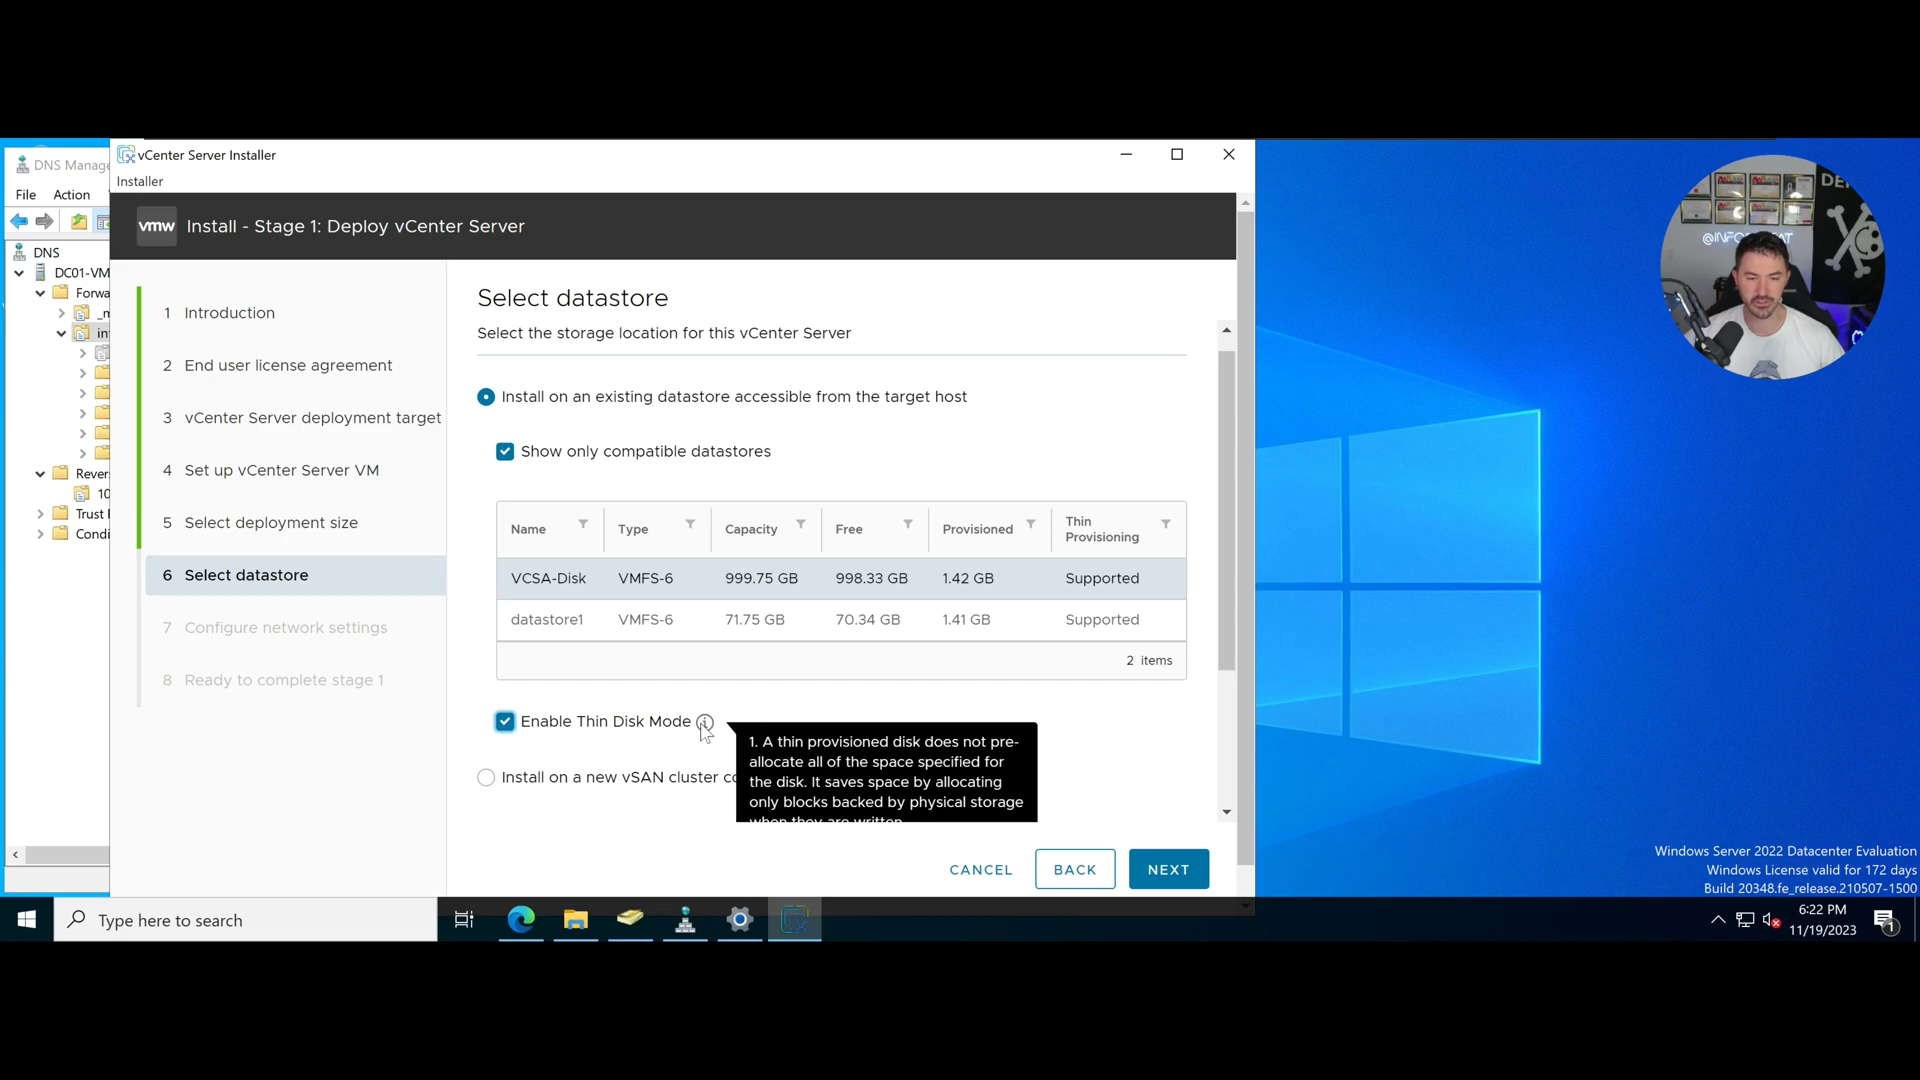 DNS Manage
File Action
DNS
DC01-VM
Forwa
_m
in
Rever
10
Trust
Condi
vCenter Server Installer
Installer
vmw Install - Stage 1: Deploy vCenter Server
1 Introduction
2 End user license agreement
3 vCenter Server deployment target
4 Set up vCenter Server VM
5 Select deployment size
6 Select datastore
7 Configure network settings
8 Ready to complete stage 1
Select datastore
Select the storage location for this vCenter Server
Install on an existing datastore accessible from the target host
Show only compatible datastores
Name Type Capacity Free Provisioned Thin Provisioning
VCSA-Disk VMFS-6 999.75 GB 998.33 GB 1.42 GB Supported
datastore1 VMFS-6 71.75 GB 70.34 GB 1.41 GB Supported
2 items
Enable Thin Disk Mode
1. A thin provisioned disk does not pre-
allocate all of the space specified for
the disk. It saves space by allocating
only blocks backed by physical storage
when they are written.
Install on a new vSAN cluster co
CANCEL BACK NEXT
Windows Server 2022 Datacenter Evaluation
Windows License valid for 172 days
Build 20348.fe_release.210507-1500
Type here to search
6:22 PM
11/19/2023
1